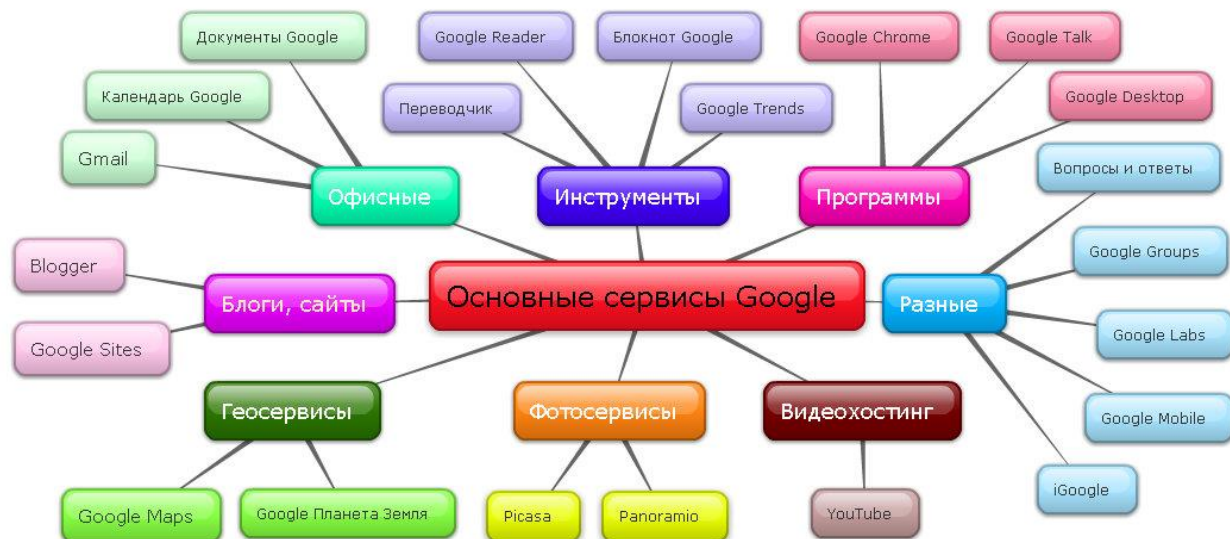 Документы Google
Google Reader
Блокнот Google
Google Chrome
Google Talk
Календарь Google
Переводчик
Google Trends
Google Desktop
Gmail
Офисные
Инструменты
Программы
Вопросы и ответы
Blogger
Google Groups
Блоги, сайты
Основные сервисы Google
Разные
Google Sites
Google Labs
Геосервисы
Фотосервисы
Видеохостинг
Google Mobile
Google Maps
Google Планета Земля
Picasa
Panoramio
YouTube
iGoogle